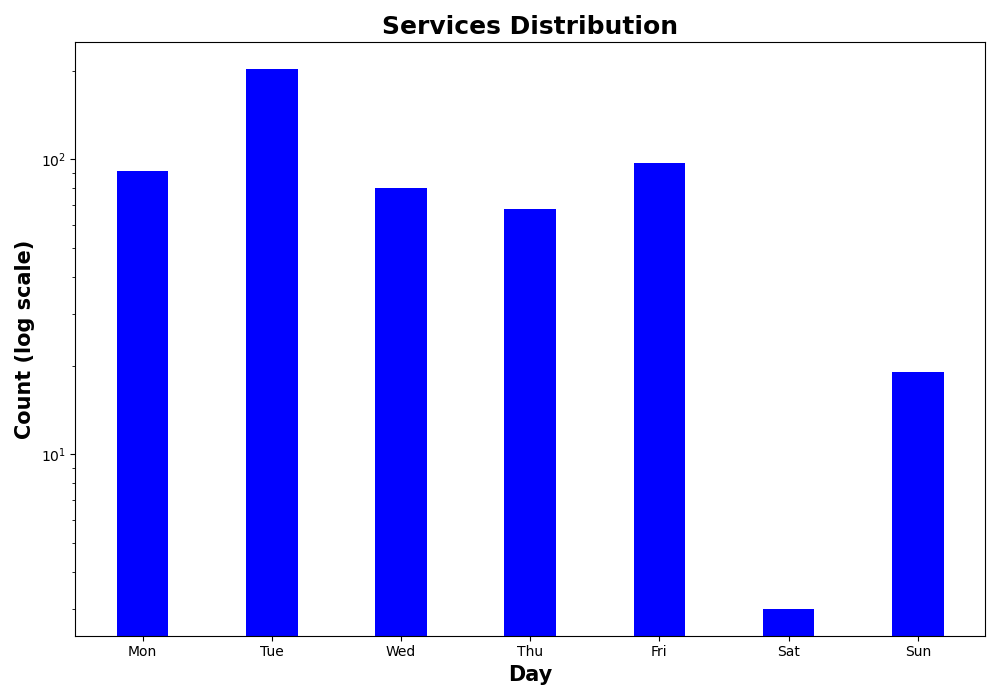 Services Distribution
Count (log scale)
10²
10¹
Mon Tue Wed Thu Fri Sat Sun
Day